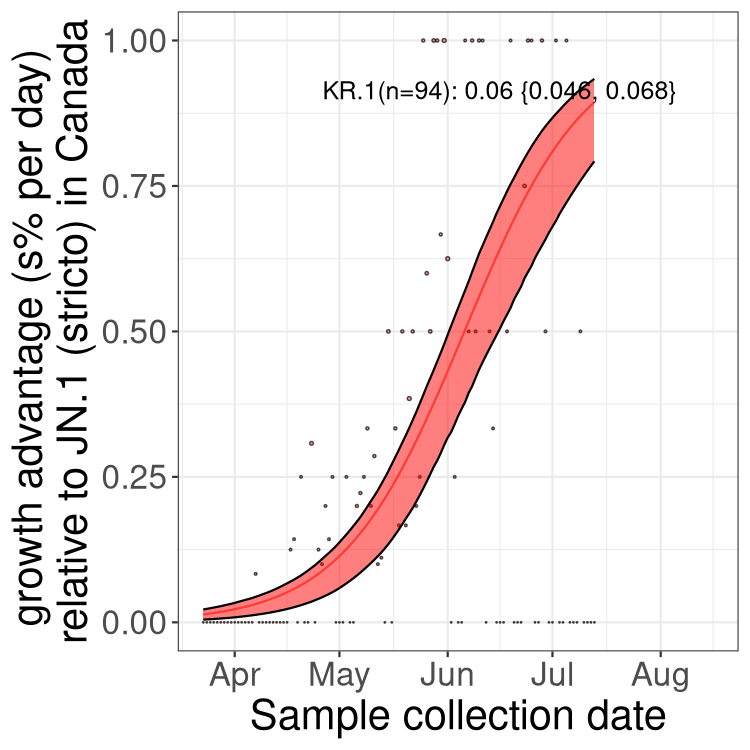 growth advantage (s% per day)
relative to JN.1 (stricto) in Canada
1.00
0.75
0.50
0.25
0.00
KR.1(n=94): 0.06 {0.046, 0.068}
Apr May Jun Jul Aug
Sample collection date